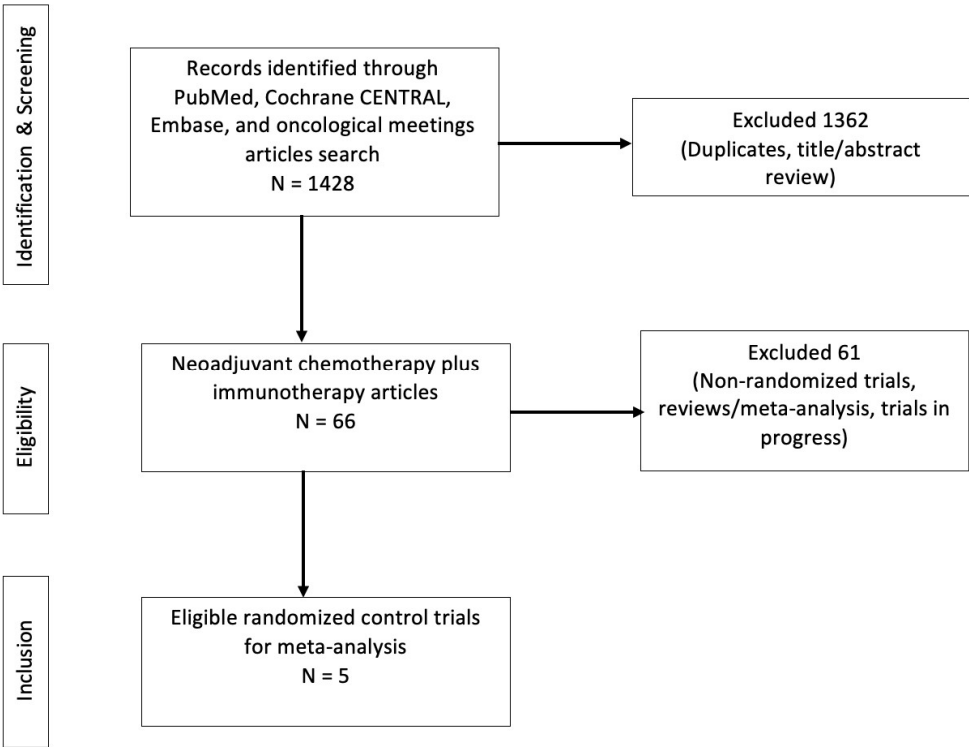 Identification & Screening
Records identified through
PubMed, Cochrane CENTRAL,
Embase, and oncological meetings
articles search
N = 1428
Excluded 1362
(Duplicates, title/abstract
review)
Eligibility
Neoadjuvant chemotherapy plus
immunotherapy articles
N = 66
Excluded 61
(Non-randomized trials,
reviews/meta-analysis, trials in
progress)
Inclusion
Eligible randomized control trials
for meta-analysis
N = 5